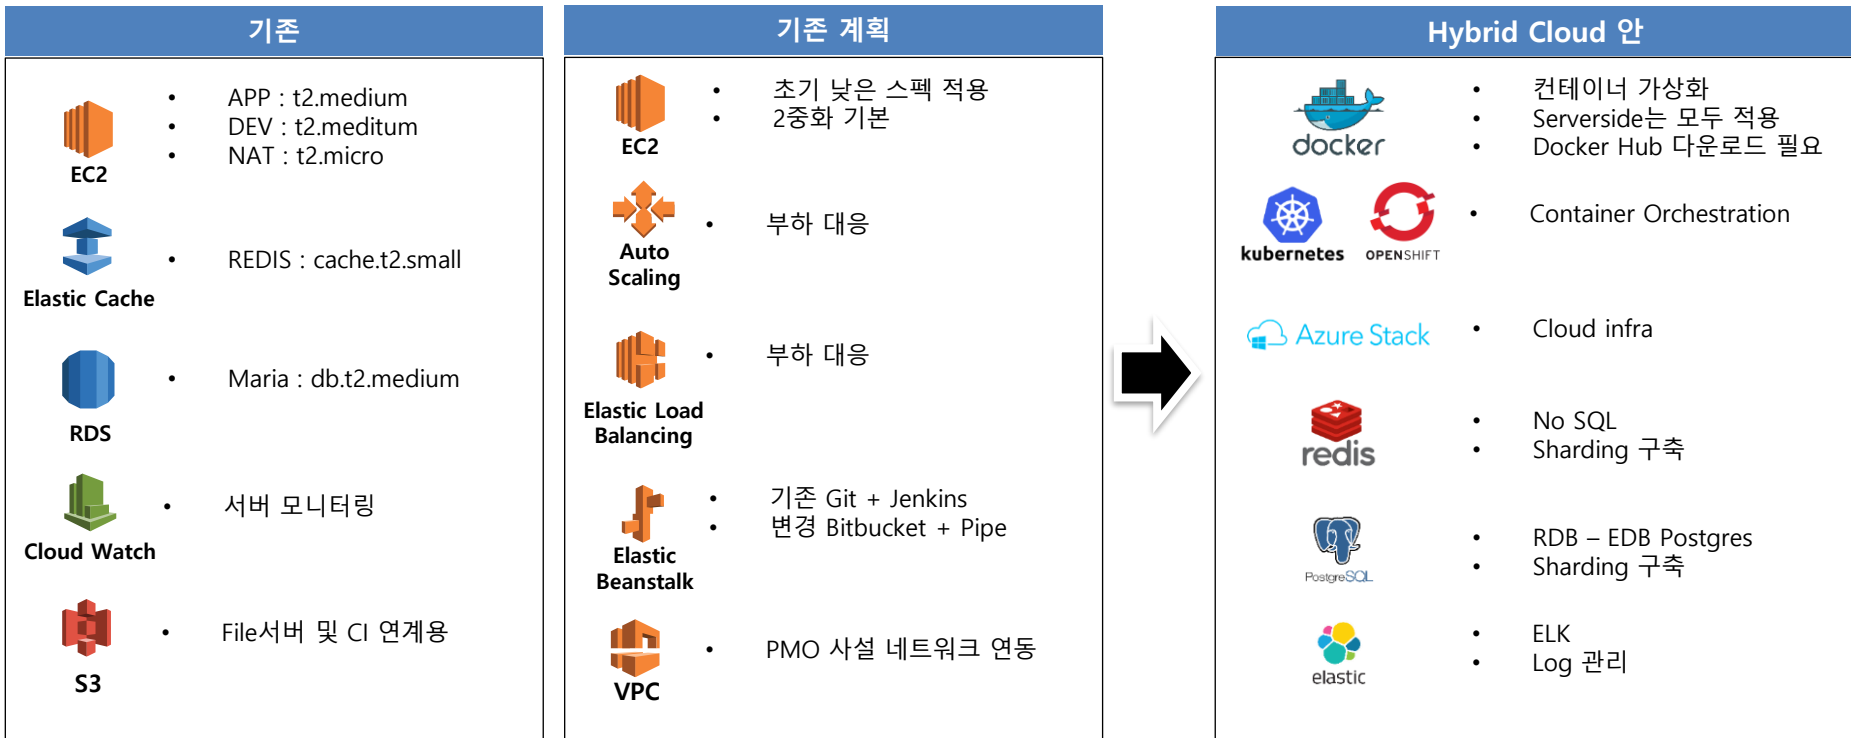 기존
APP : t2.medium
DEV : t2.meditum
NAT : t2.micro
EC2
REDIS : cache.t2.small
Elastic Cache
Maria : db.t2.medium
RDS
서버 모니터링
Cloud Watch
File서버 및 CI 연계용
S3
기존 계획
초기 낮은 스펙 적용
2중화 기본
EC2
부하 대응
Auto
Scaling
부하 대응
Elastic Load
Balancing
기존 Git + Jenkins
변경 Bitbucket + Pipe
Elastic
Beanstalk
PMO 사설 네트워크 연동
VPC
Hybrid Cloud 안
컨테이너 가상화
Serverside는 모두 적용
Docker Hub 다운로드 필요
docker
Container Orchestration
kubernetes
OPENSHIFT
Azure Stack
Cloud infra
No SQL
Sharding 구축
redis
RDB – EDB Postgres
Sharding 구축
PostgreSQL
ELK
Log 관리
elastic